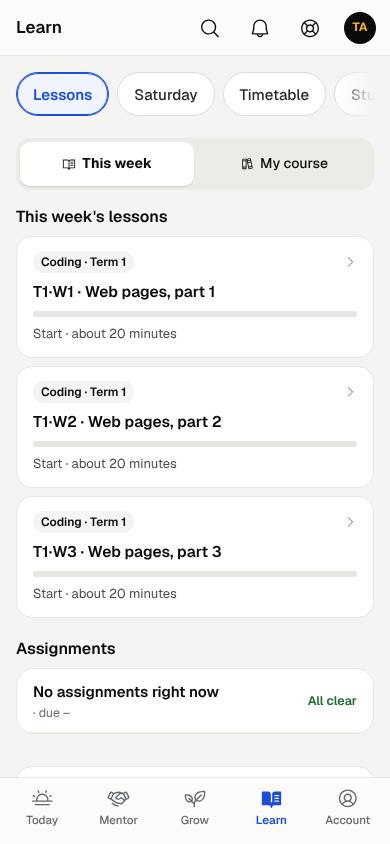 Learn
TA
Lessons
Saturday
Timetable
This week
My course
This week's lessons
Coding · Term 1
T1·W1 · Web pages, part 1
Start · about 20 minutes
Coding · Term 1
T1·W2 · Web pages, part 2
Start · about 20 minutes
Coding · Term 1
T1·W3 · Web pages, part 3
Start · about 20 minutes
Assignments
No assignments right now
All clear
· due –
Today
Mentor
Grow
Learn
Account